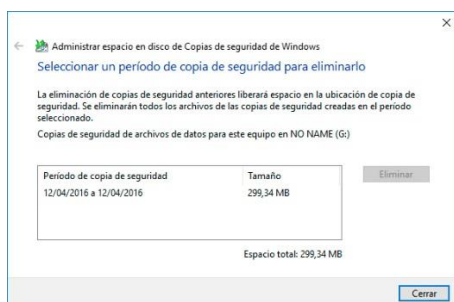 Administrar espacio en disco de Copias de seguridad de Windows
Seleccionar un período de copia de seguridad para eliminarlo
La eliminación de copias de seguridad anteriores liberará espacio en la ubicación de copia de
seguridad. Se eliminarán todos los archivos de las copias de seguridad creadas en el período
seleccionado.
Copias de seguridad de archivos de datos para este equipo en NO NAME (G:)
Período de copia de seguridad Tamaño
12/04/2016 a 12/04/2016 299,34 MB
Eliminar
Espacio total: 299,34 MB
Cerrar